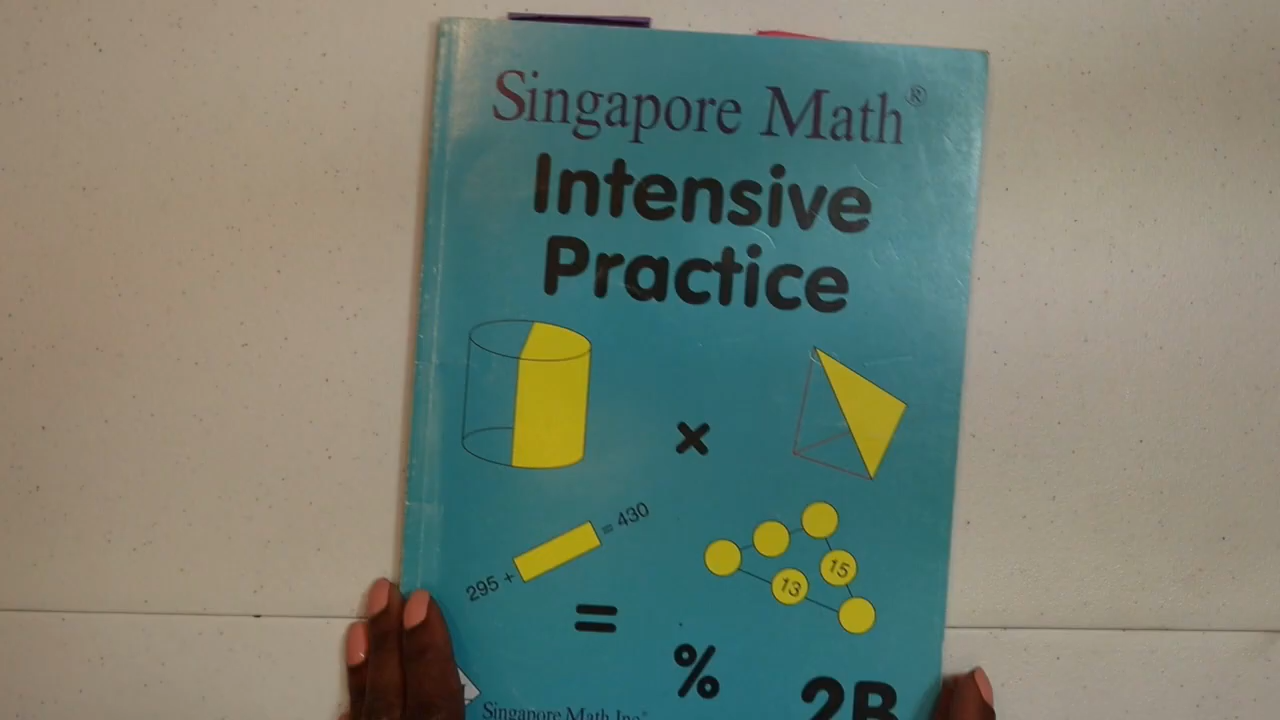 Singapore Math®
Intensive
Practice
×
295 + = 430
15
13
=
%
2B
Singapore Math Inc®